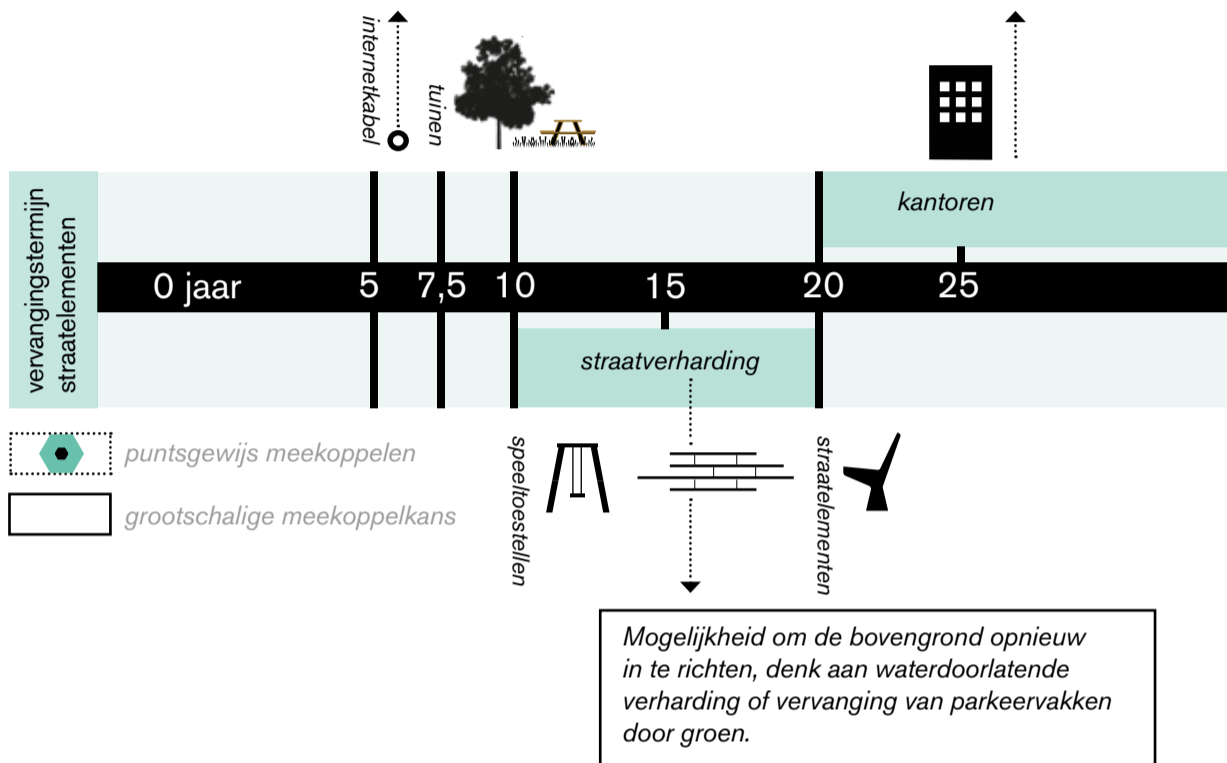 internetkabel
tuinen
kantoren
vervangingstermijn
straatelementen
0 jaar 5 7,5 10 15 20 25
straatverharding
puntsgewijs meekoppelen
grootschalige meekoppelkans
speeltoestellen
straatelementen
Mogelijkheid om de bovengrond opnieuw
in te richten, denk aan waterdoorlatende
verharding of vervanging van parkeervakken
door groen.